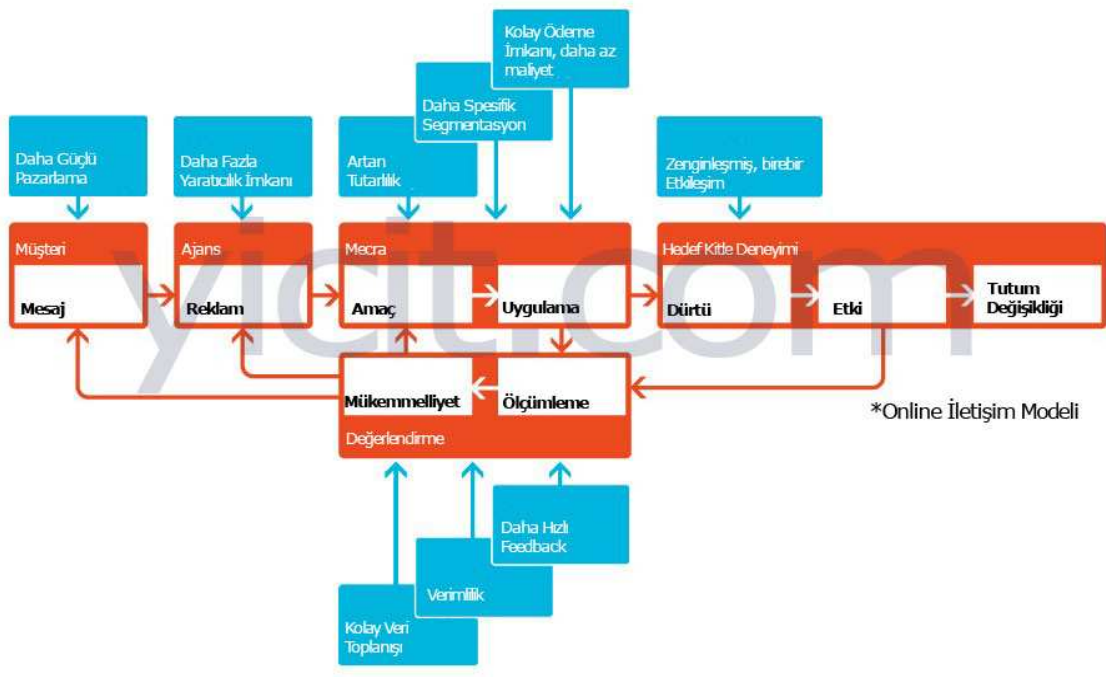 Kolay Ödeme
İmkanı, daha az
maliyet
Daha Spesifik
Segmentasyon
Daha Güçlü
Pazarlama
Daha Fazla
Yaratıcılık İmkanı
Artan
Tutarlılık
Zenginleşmiş, birebir
Etkileşim
Müşteri
Ajans
Mecra
Hedef Kitle Deneyimi
Mesaj
Reklam
Amaç
Uygulama
Dürtü
Etki
Tutum
Değişikliği
yicit.com
Mükemmelliyet
Ölçümleme
Değerlendirme
*Online İletişim Modeli
Daha Hızlı
Feedback
Verimlilik
Kolay Veri
Toplanışı